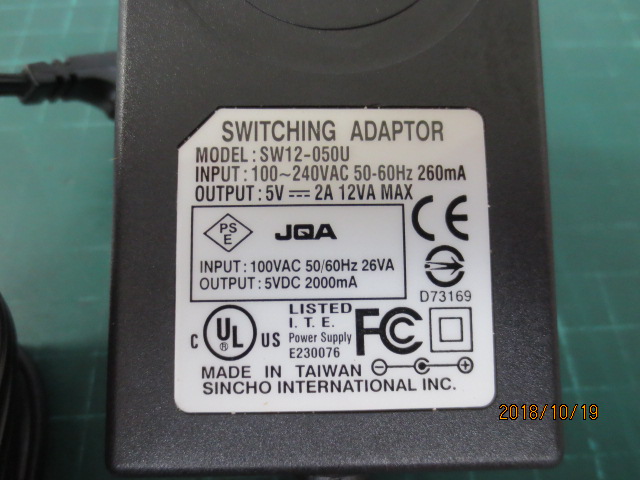 SWITCHING ADAPTOR
MODEL : SW12-050U
INPUT : 100~240VAC 50-60Hz 260mA
OUTPUT : 5V ⎓ 2A 12VA MAX
PS
E
JQA
CE
INPUT : 100VAC 50/60Hz 26VA
OUTPUT : 5VDC 2000mA
D73169
C UL ® US
LISTED
I. T. E.
Power Supply
E230076
FC
MADE IN TAIWAN
SINCHO INTERNATIONAL INC.
2018/10/19